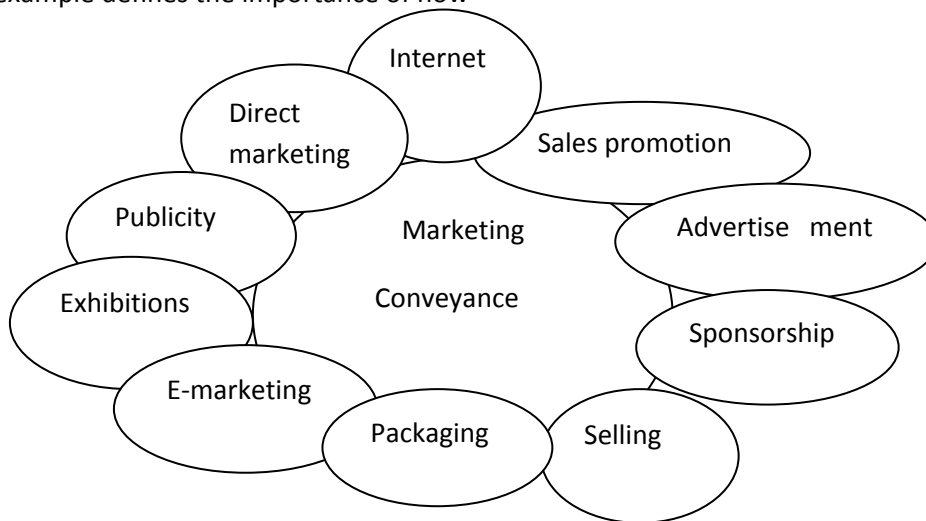 example defines the importance of how
Internet
Direct
marketing
Sales promotion
Publicity
Marketing
Advertise ment
Conveyance
Exhibitions
Sponsorship
E-marketing
Packaging
Selling